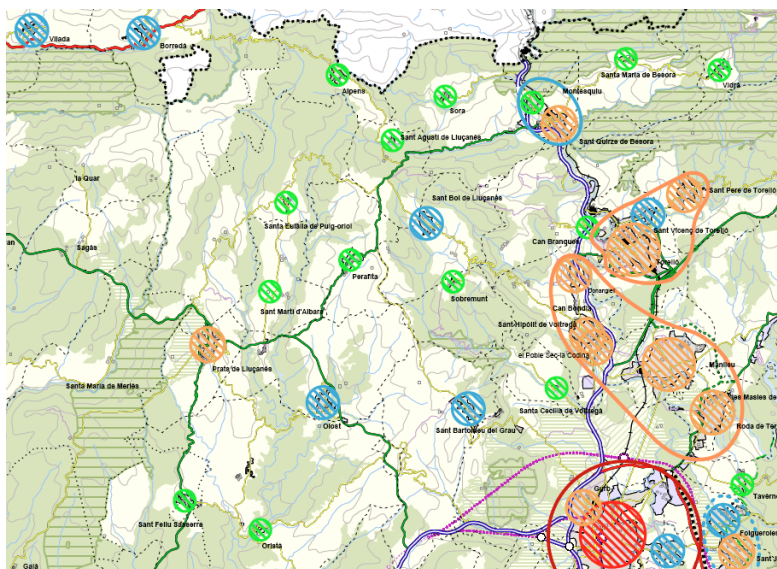 Vilada
Borredà
Santa Maria de Besora
Alpens
Montesquiu
Vidrà
Sora
Sant Agustí de Lluçanès
Sant Quirze de Besora
la Quar
Sant Pere de Torelló
Sant Boi de Lluçanès
Santa Eulàlia de Puig-oriol
Sant Vicenç de Torelló
Can Branques
Sagàs
Torelló
Perafita
Sobremunt
Sant Martí d'Albars
Can Bondia
Sant Hipòlit de Voltregà
el Poble Sec-la Codina
Manlleu
Prats de Lluçanès
Santa Maria de Merlès
les Masies de
Santa Cecília de Voltregà
Olost
Sant Bartomeu del Grau
Roda de Ter
Gurb
Taverno
Sant Feliu Sasserra
Oristà
Folgueroles
Sant J
Gaià